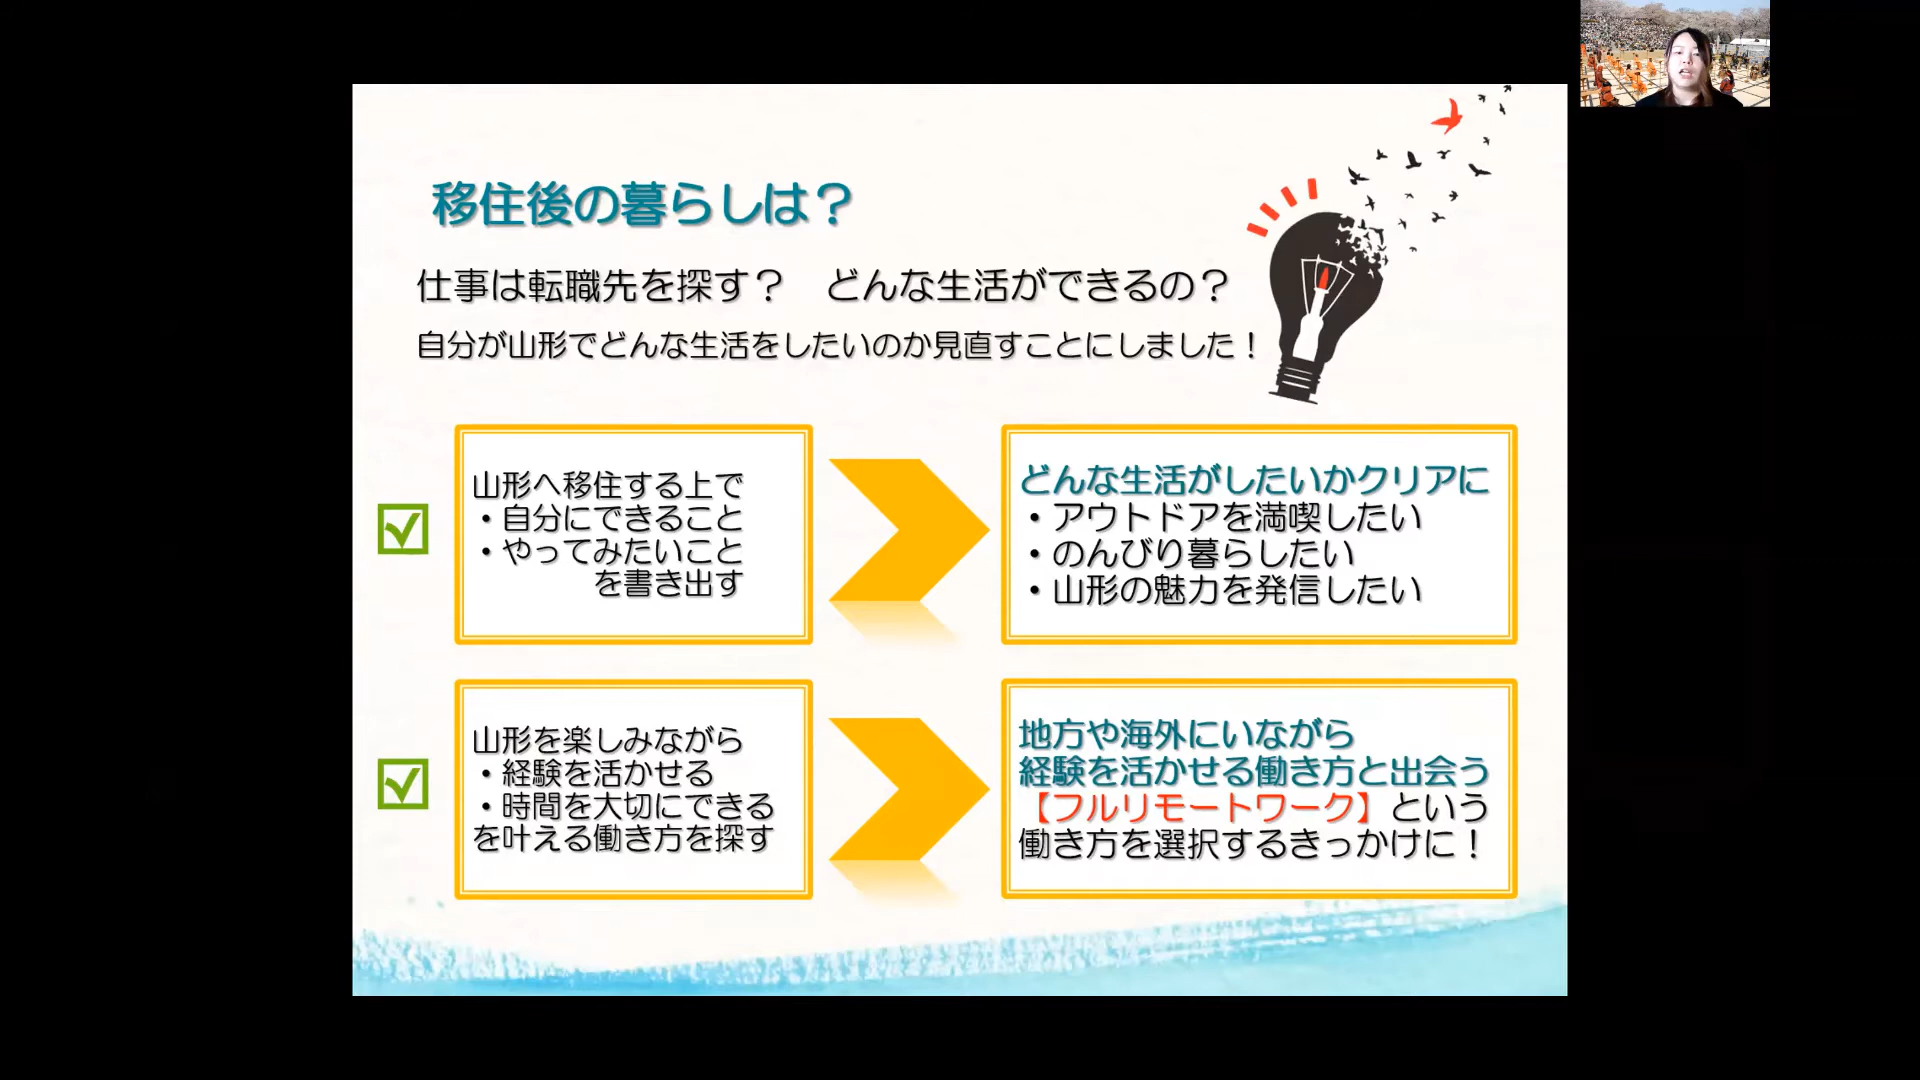 移住後の暮らしは？
仕事は転職先を探す？　どんな生活ができるの？
自分が山形でどんな生活をしたいのか見直すことにしました！
山形へ移住する上で
・自分にできること
・やってみたいこと
を書き出す
どんな生活がしたいかクリアに
・アウトドアを満喫したい
・のんびり暮らしたい
・山形の魅力を発信したい
山形を楽しみながら
・経験を活かせる
・時間を大切にできる
を叶える働き方を探す
地方や海外にいながら
経験を活かせる働き方と出会う
【フルリモートワーク】という
働き方を選択するきっかけに！